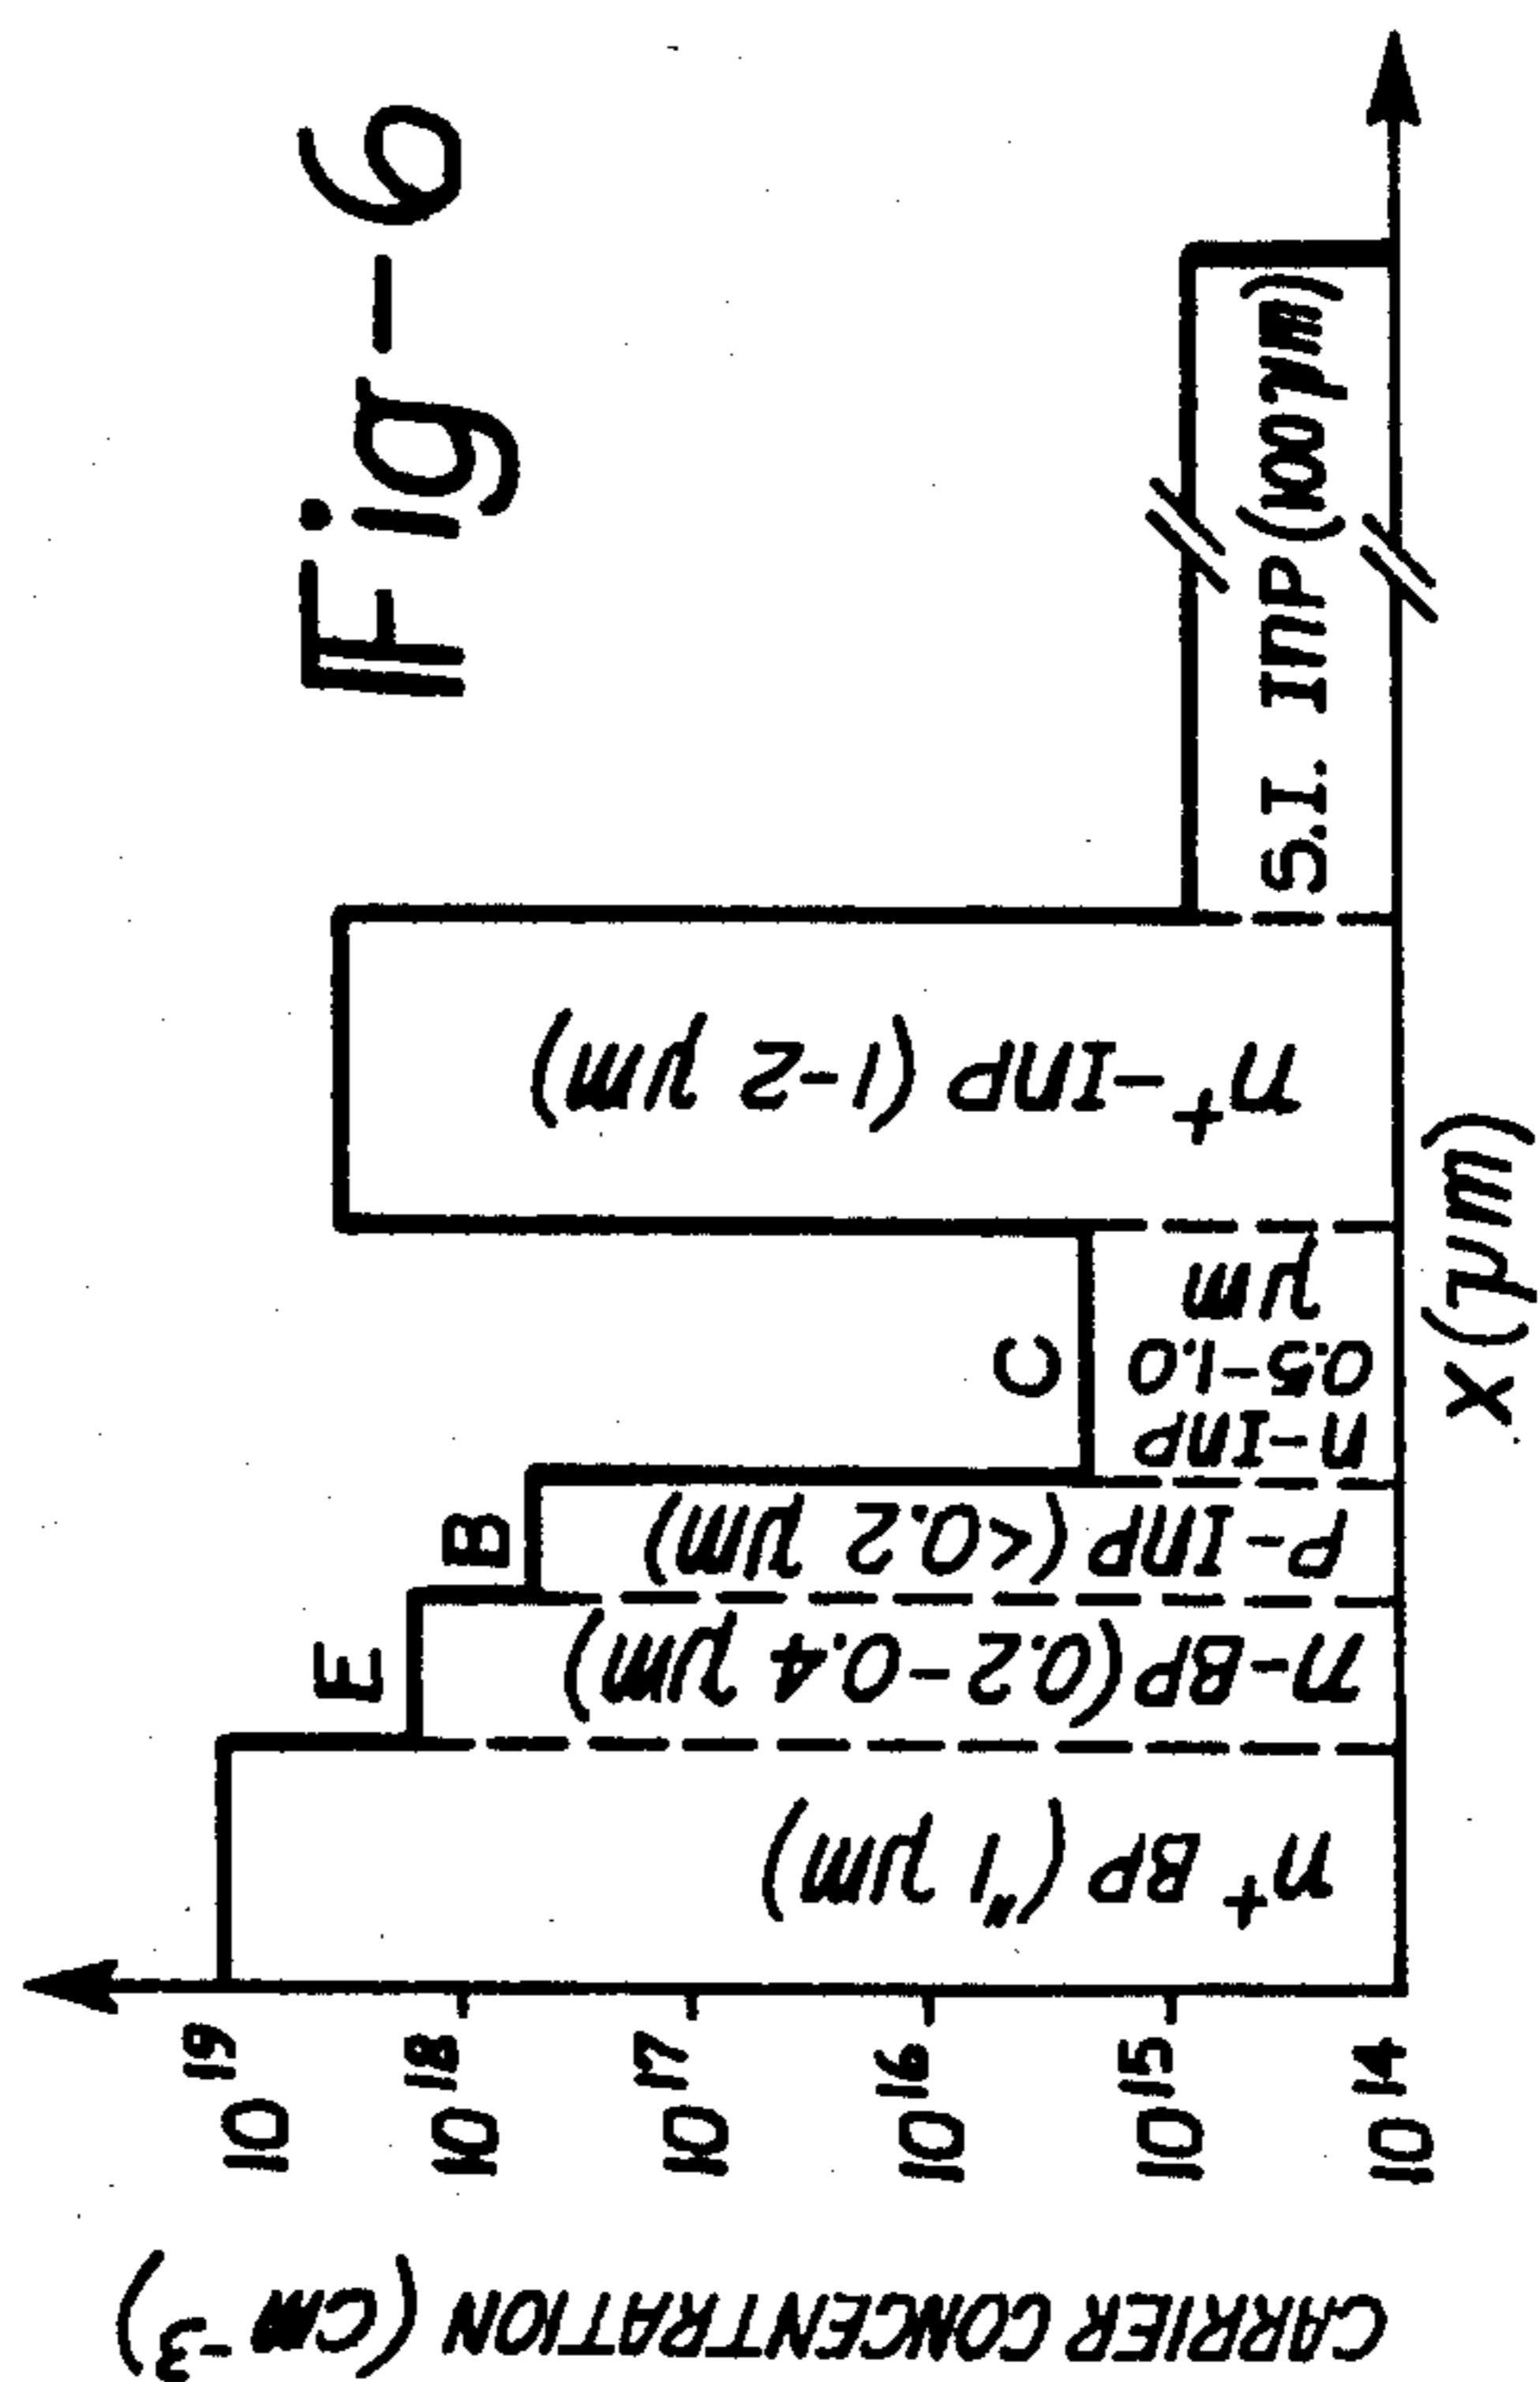 Fig-6
CARRIER CONCENTRATION (cm⁻³)
10¹⁹
10¹⁸
10¹⁷
10¹⁶
10¹⁵
10¹⁴
E
B
C
n⁺ BP ("1 μm)
n-BP (0.2-0.4 μm)
P-InP (<0.2 μm)
n-InP
0.5-1.0
μm
n⁺-InP (1-2 μm)
S.I. InP (100 μm)
X (μm)